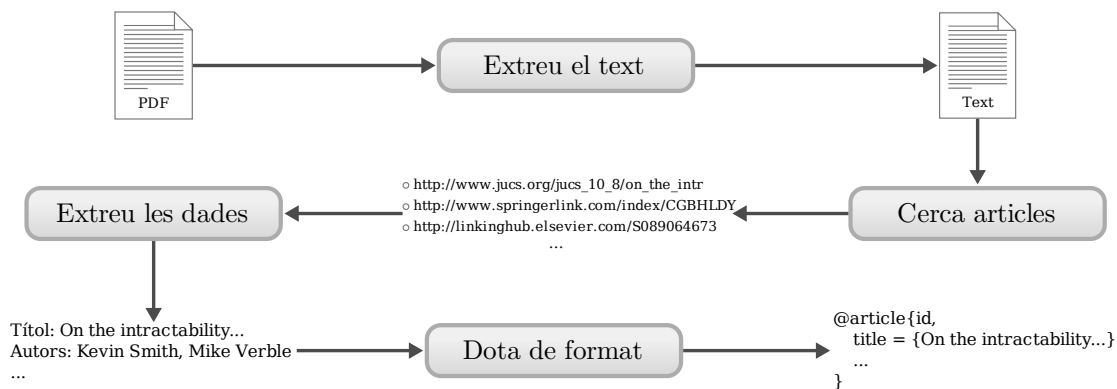 PDF
Extreu el text
Text
Extreu les dades
○ http://www.jucs.org/jucs_10_8/on_the_intr
○ http://www.springerlink.com/index/CGBHLDY
○ http://linkinghub.elsevier.com/S089064673
...
Cerca articles
Títol: On the intractability...
Autors: Kevin Smith, Mike Verble
...
Dota de format
@article{id,
title = {On the intractability...}
...
}